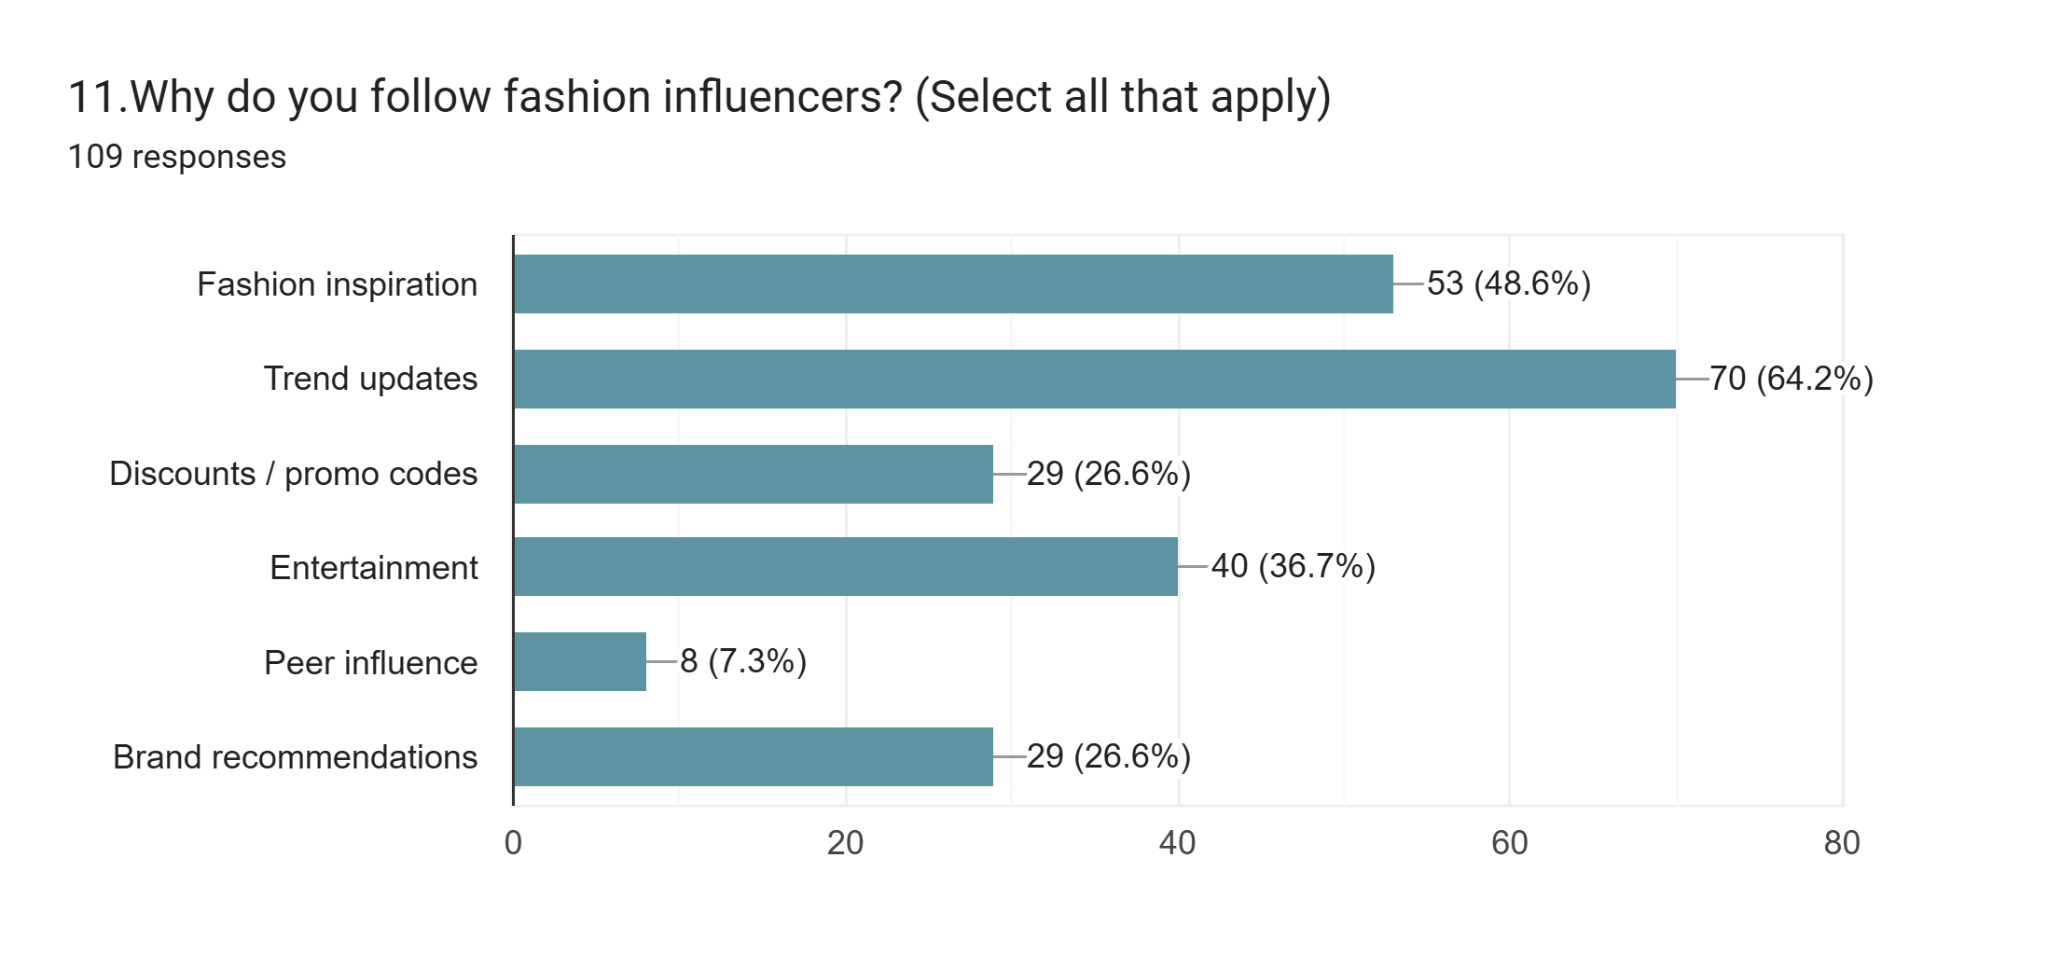 11.Why do you follow fashion influencers? (Select all that apply)
109 responses
Fashion inspiration 53 (48.6%)
Trend updates 70 (64.2%)
Discounts / promo codes 29 (26.6%)
Entertainment 40 (36.7%)
Peer influence 8 (7.3%)
Brand recommendations 29 (26.6%)
0 20 40 60 80